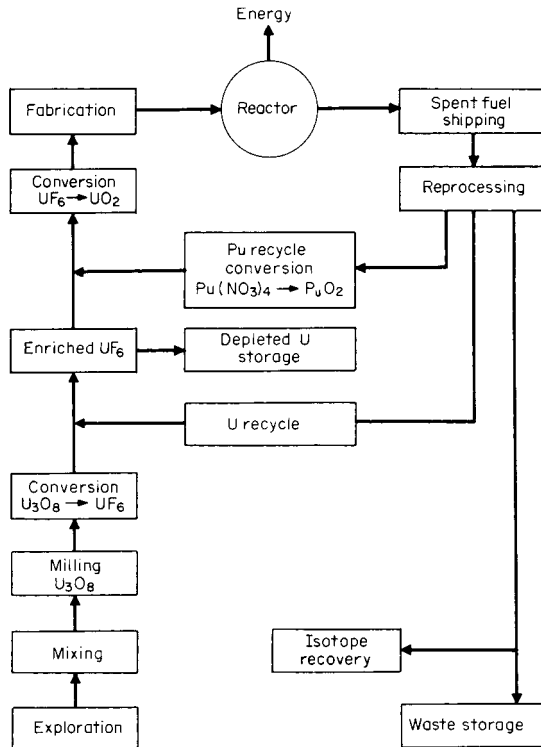 Energy
Fabrication
Reactor
Spent fuel
shipping
Conversion
UF₆→UO₂
Reprocessing
Pu recycle
conversion
Pu(NO₃)₄ → PᵤO₂
Enriched UF₆
Depleted U
storage
U recycle
Conversion
U₃O₈ → UF₆
Milling
U₃O₈
Mixing
Isotope
recovery
Exploration
Waste storage